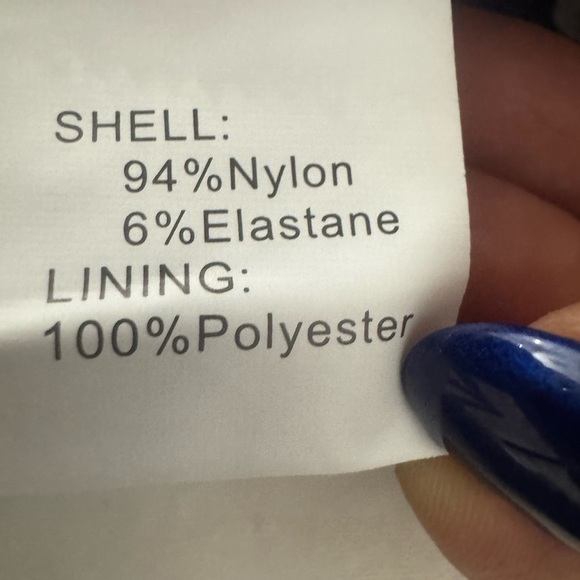 SHELL:
94%Nylon
6%Elastane
LINING:
100%Polyester